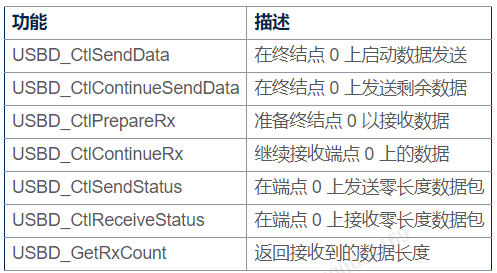 功能 描述
USBD_CtlSendData 在终结点 0 上启动数据发送
USBD_CtlContinueSendData 在终结点 0 上发送剩余数据
USBD_CtlPrepareRx 准备终结点 0 以接收数据
USBD_CtlContinueRx 继续接收端点 0 上的数据
USBD_CtlSendStatus 在端点 0 上发送零长度数据包
USBD_CtlReceiveStatus 在端点 0 上接收零长度数据包
USBD_GetRxCount 返回接收到的数据长度